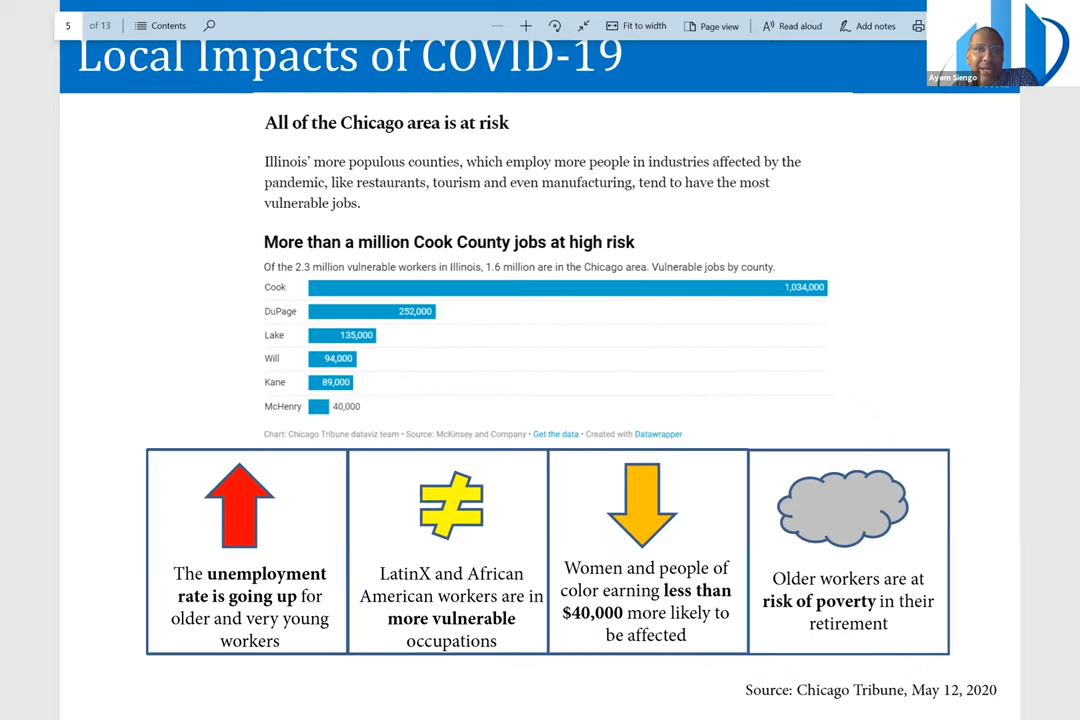 5 of 13 Contents Fit to width Page view Read aloud Add notes
Local Impacts of COVID-19
Ayom Siengo
All of the Chicago area is at risk
Illinois’ more populous counties, which employ more people in industries affected by the
pandemic, like restaurants, tourism and even manufacturing, tend to have the most
vulnerable jobs.
More than a million Cook County jobs at high risk
Of the 2.3 million vulnerable workers in Illinois, 1.6 million are in the Chicago area. Vulnerable jobs by county.
Cook 1,034,000
DuPage 252,000
Lake 135,000
Will 94,000
Kane 89,000
McHenry 40,000
Chart: Chicago Tribune dataviz team • Source: McKinsey and Company • Get the data • Created with Datawrapper
The unemployment
rate is going up for
older and very young
workers
LatinX and African
American workers are in
more vulnerable
occupations
Women and people of
color earning less than
$40,000 more likely to
be affected
Older workers are at
risk of poverty in their
retirement
Source: Chicago Tribune, May 12, 2020